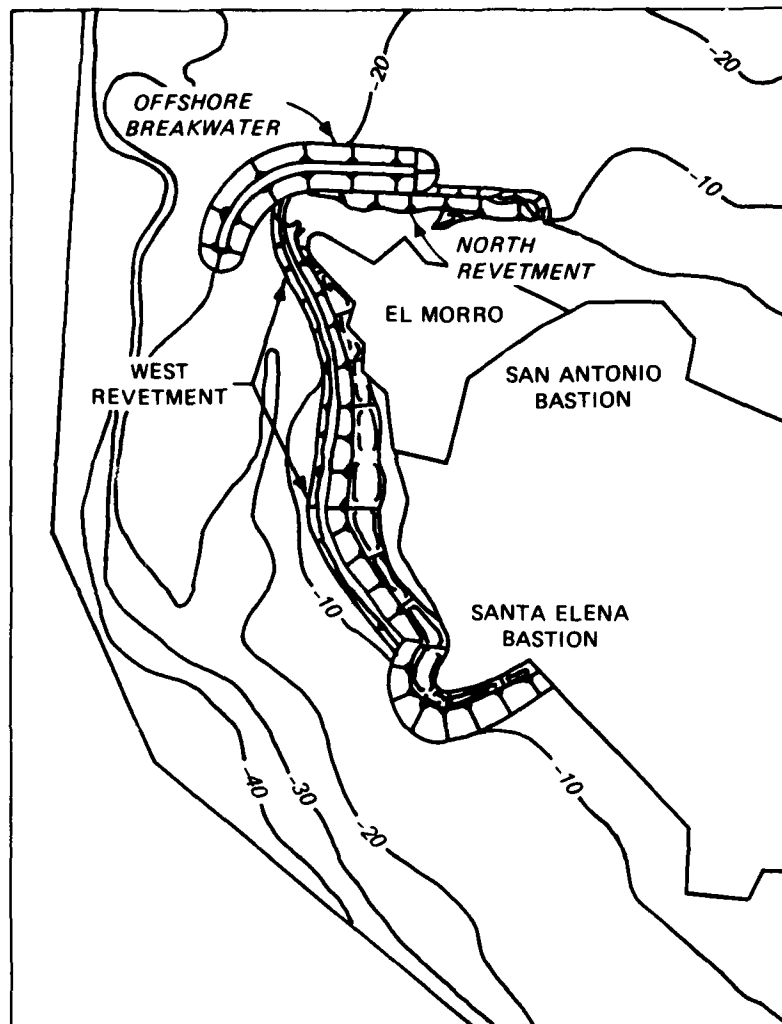 -20
-20
OFFSHORE
BREAKWATER
-10
NORTH
REVETMENT
EL MORRO
WEST
REVETMENT
SAN ANTONIO
BASTION
-10
SANTA ELENA
BASTION
-10
-40
-30
-20